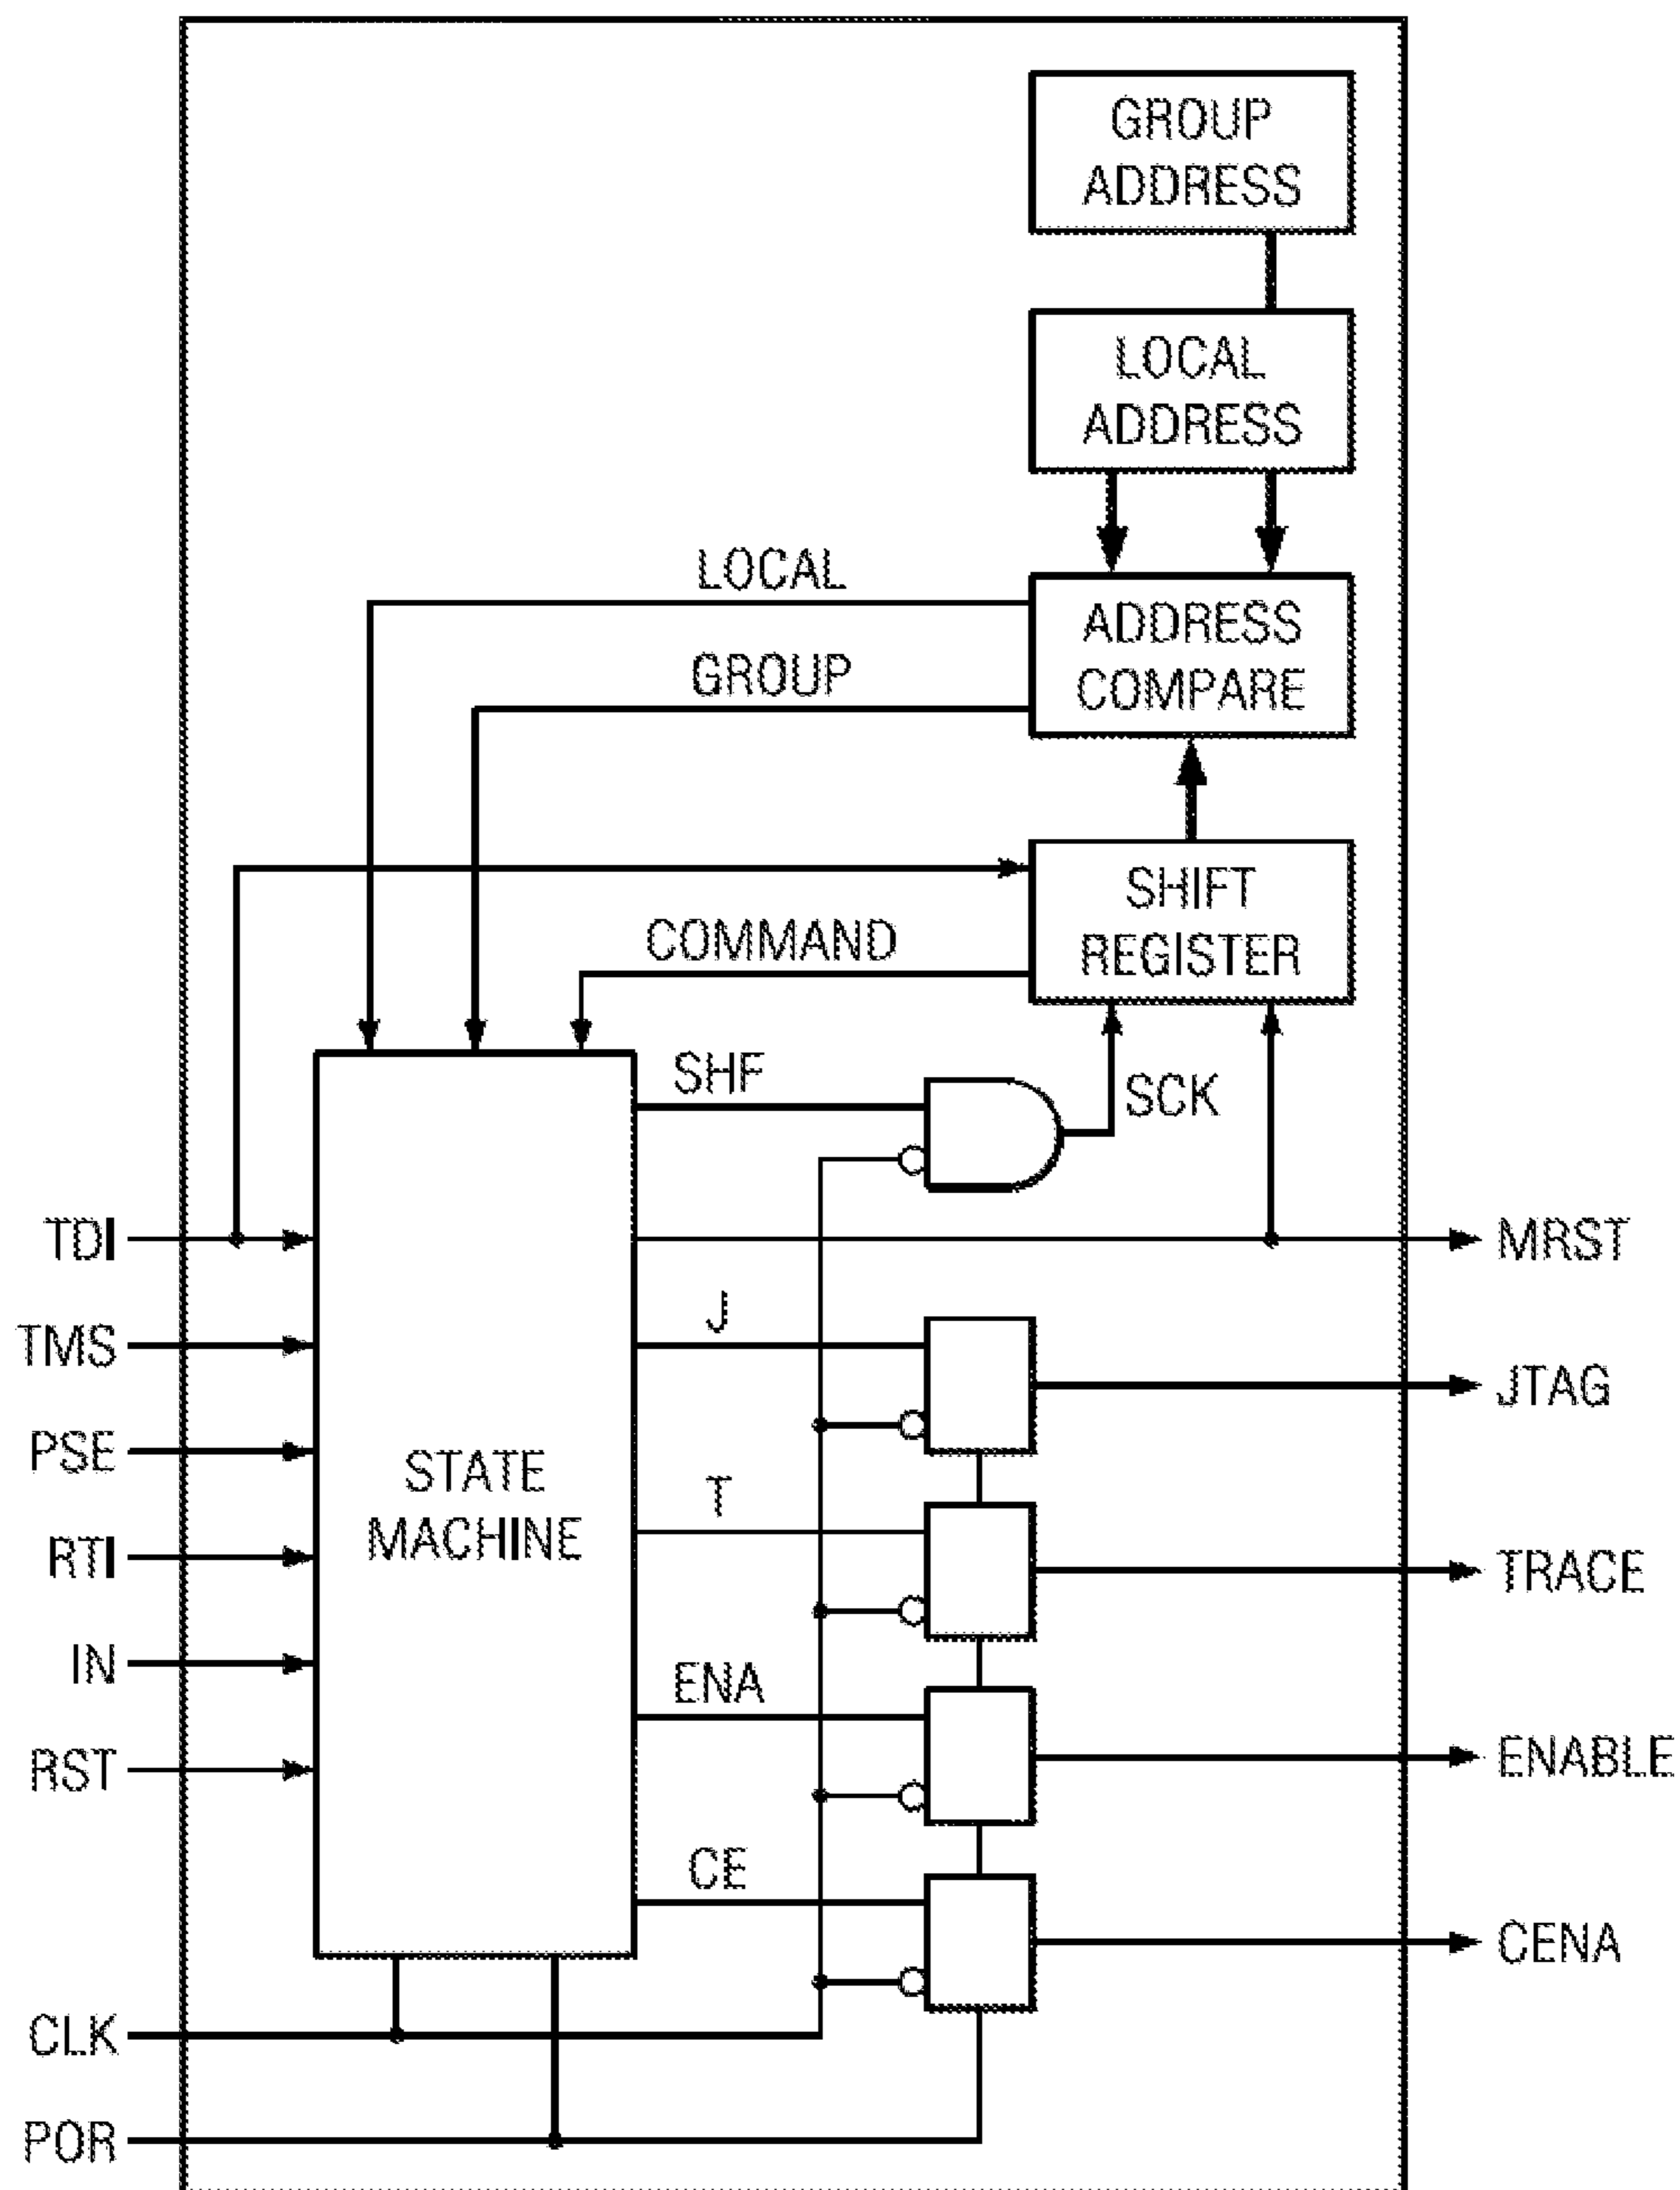 GROUP
ADDRESS
LOCAL
ADDRESS
LOCAL
ADDRESS
COMPARE
GROUP
SHIFT
REGISTER
COMMAND
SHF
SCK
TDI
MRST
TMS
J
JTAG
PSE
STATE
MACHINE
T
RTI
TRACE
IN
ENA
RST
ENABLE
CE
CENA
CLK
POR